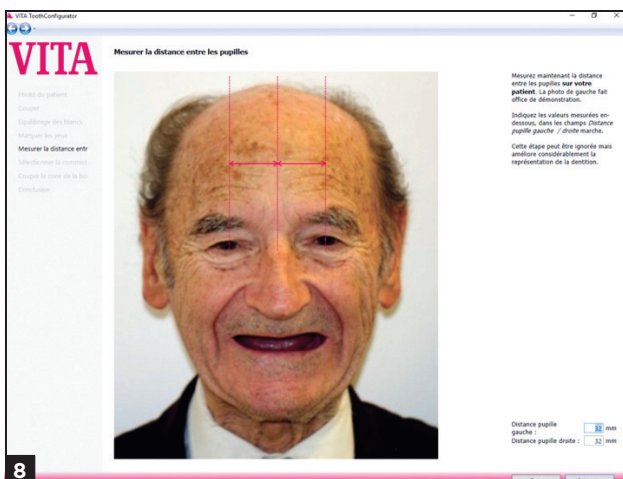 VITA ToothConfigurator
VITA
Mesurer la distance entre les pupilles
Photo du patient
Couper
Équilibrage des blancs
Marquer les yeux
Mesurer la distance entr
Sélectionner la
Couper la zone de la
Conclusion
Mesurez maintenant la distance
entre les pupilles sur votre
patient. La photo de gauche fait
office de démonstration.
Indiquez les valeurs mesurées en-
dessous, dans les champs Distance
pupille gauche / droite marche.
Cette étape peut être ignorée mais
améliore considérablement la
représentation de la dentition.
Distance pupille
gauche : 32 mm
Distance pupille droite : 32 mm
8